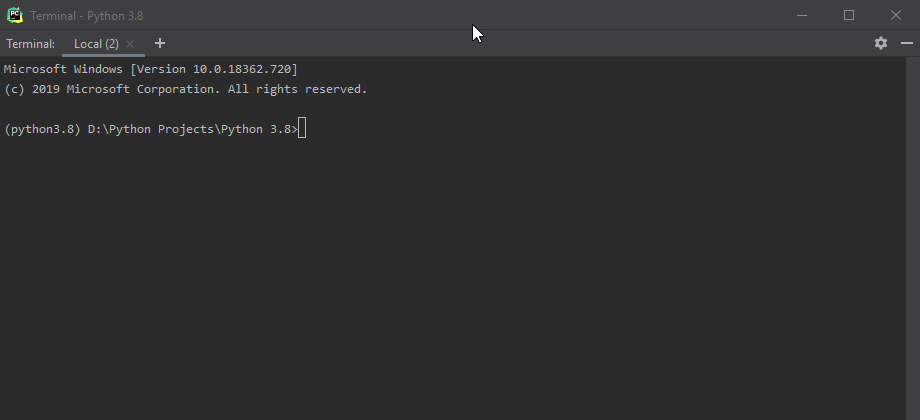 Terminal - Python 3.8
Terminal: Local (2)
Microsoft Windows [Version 10.0.18362.720]
(c) 2019 Microsoft Corporation. All rights reserved.
(python3.8) D:\Python Projects\Python 3.8>